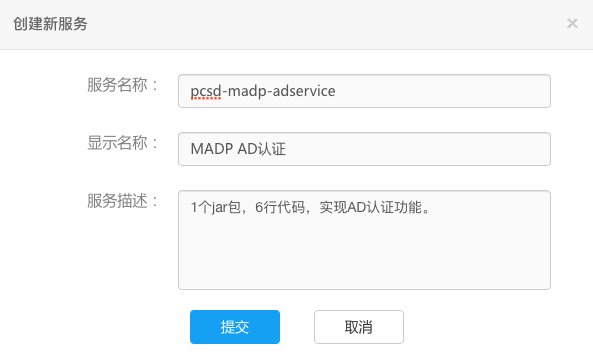 创建新服务 ×
服务名称： pcsd-madp-adservice
显示名称： MADP AD认证
服务描述： 1个jar包，6行代码，实现AD认证功能。
提交 取消